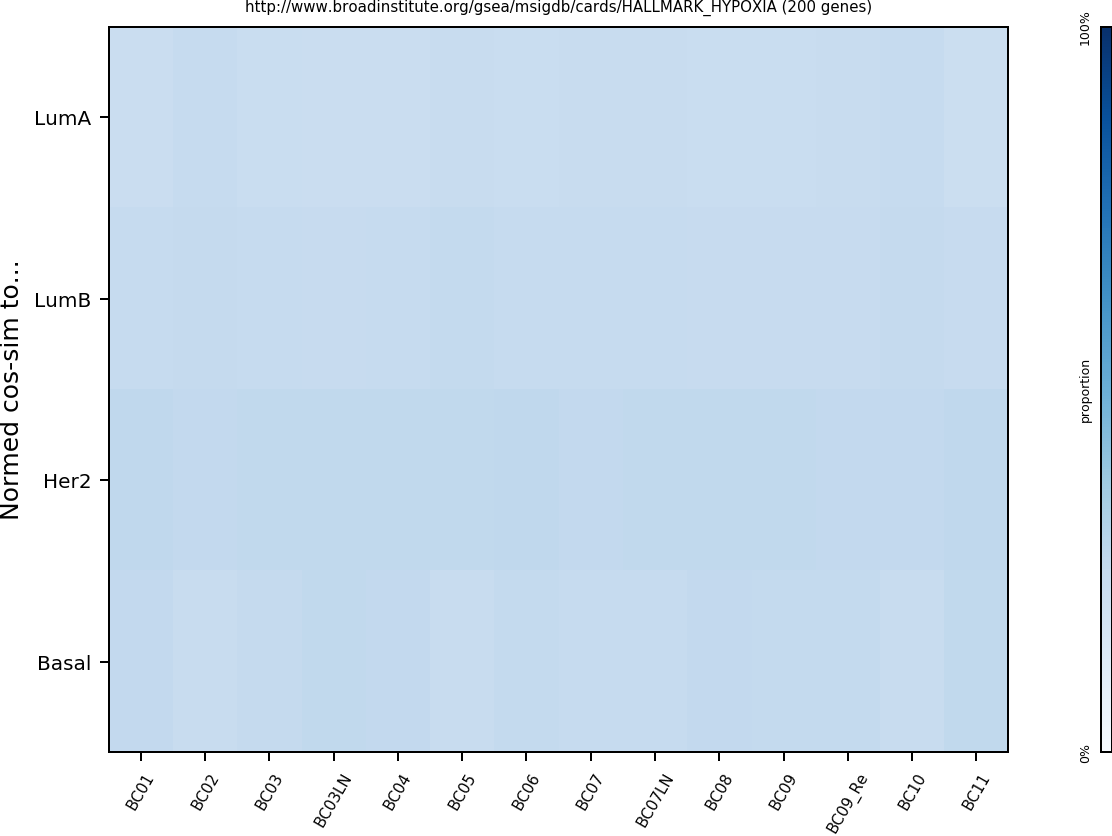 http://www.broadinstitute.org/gsea/msigdb/cards/HALLMARK_HYPOXIA (200 genes)
Normed cos-sim to...
LumA
LumB
Her2
Basal
BC01
BC02
BC03
BC03LN
BC04
BC05
BC06
BC07
BC07LN
BC08
BC09
BC09_Re
BC10
BC11
100%
proportion
0%